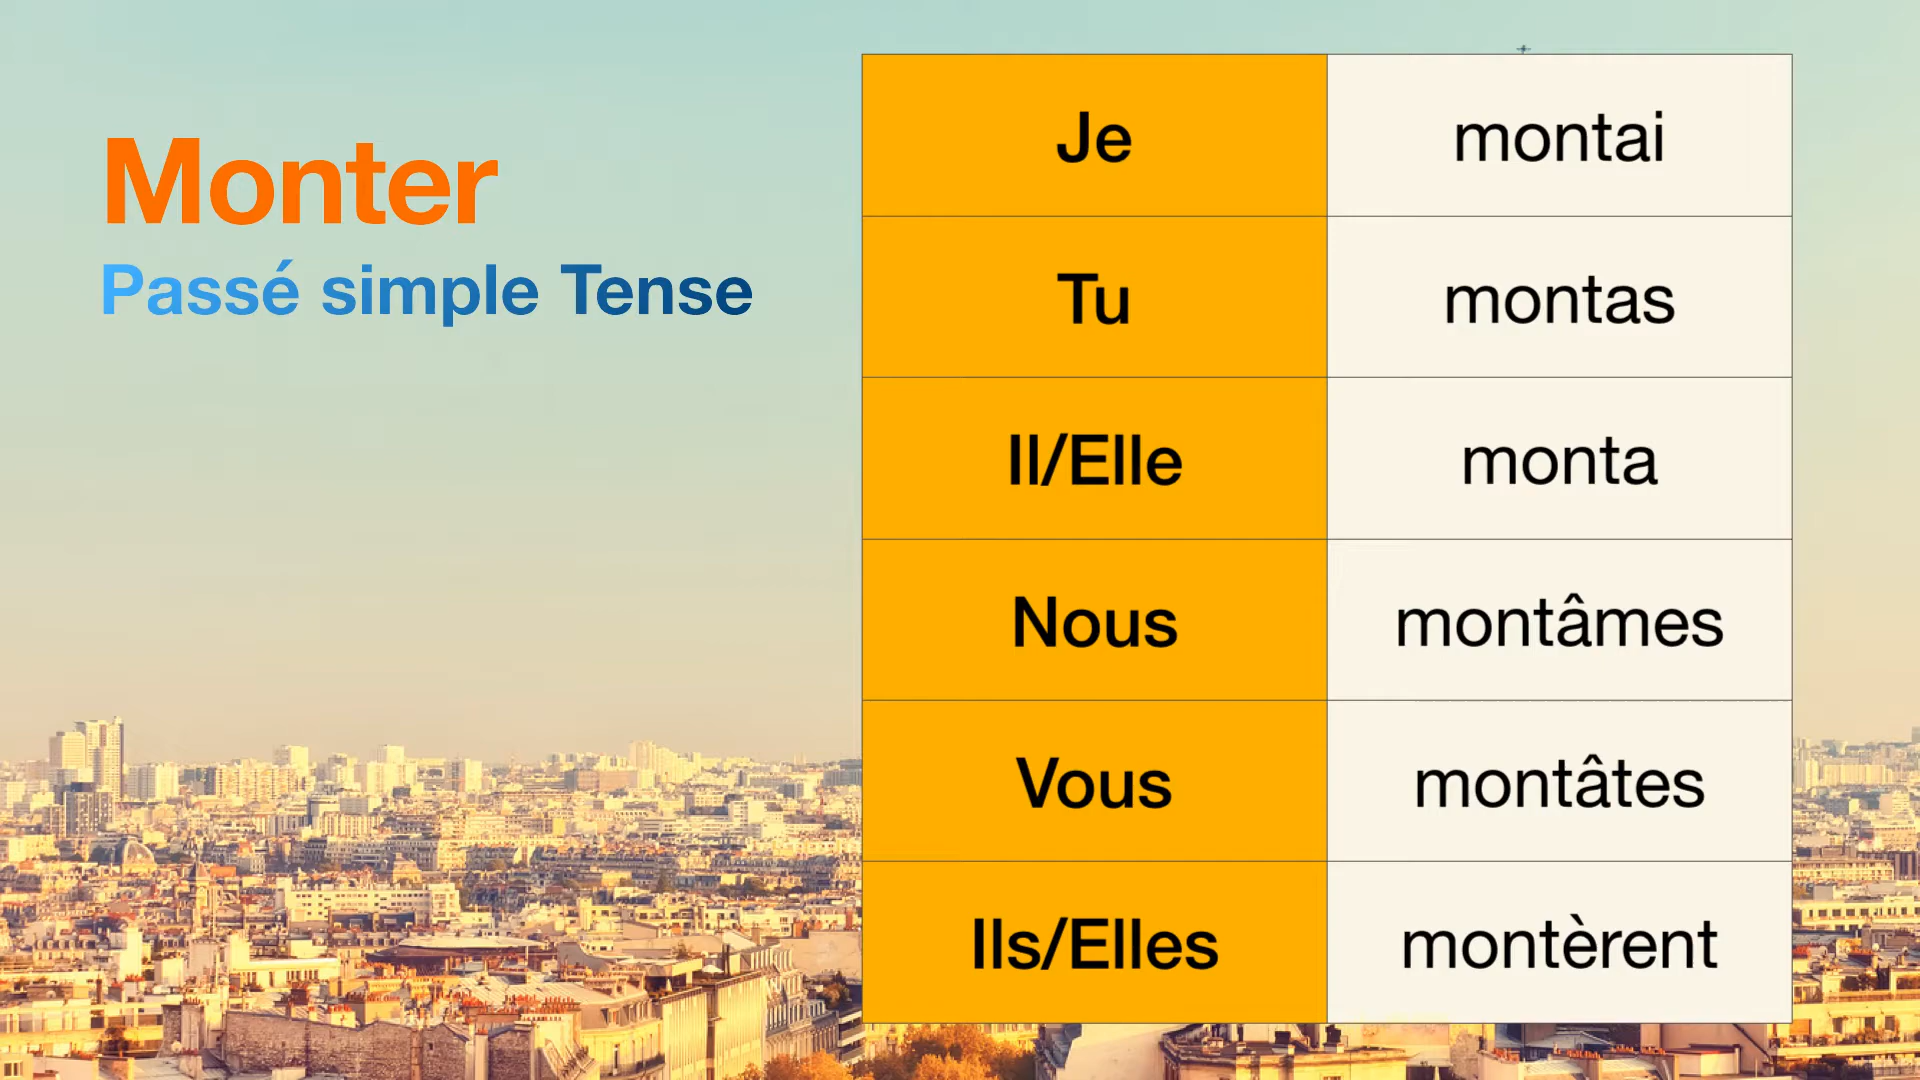 Monter
Passé simple Tense
Je montai
Tu montas
Il/Elle monta
Nous montâmes
Vous montâtes
Ils/Elles montèrent